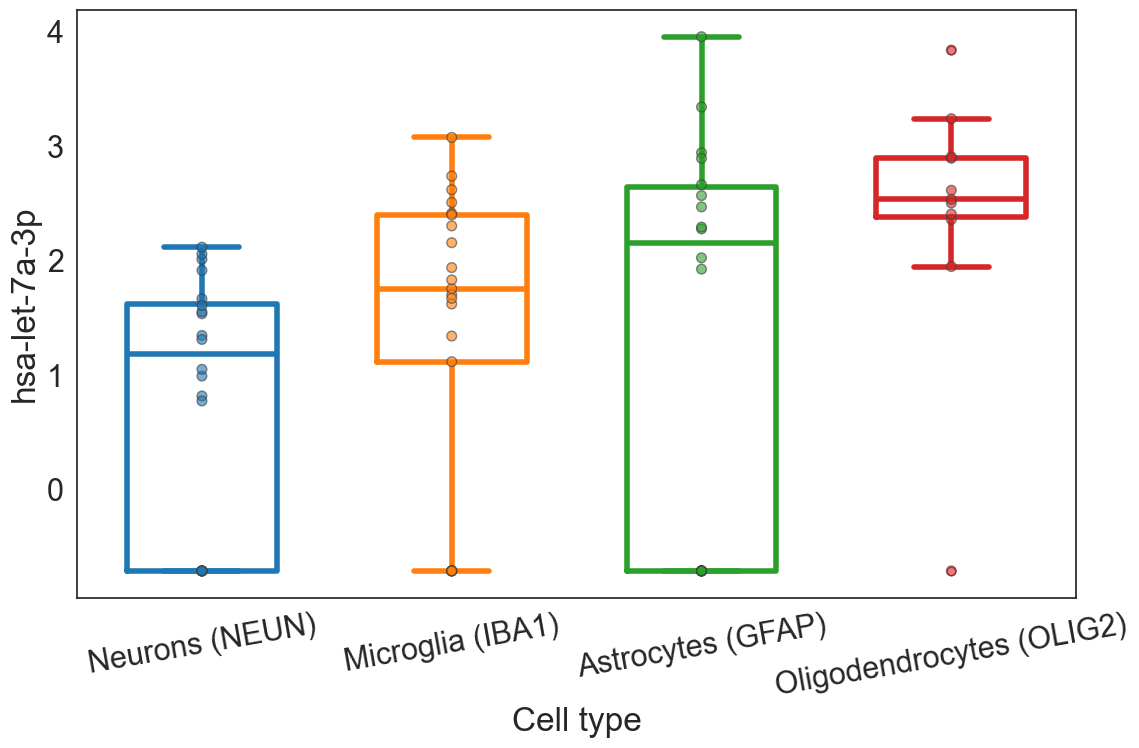 hsa-let-7a-3p
4
3
2
1
0
Neurons (NEUN)
Microglia (IBA1)
Astrocytes (GFAP)
Oligodendrocytes (OLIG2)
Cell type